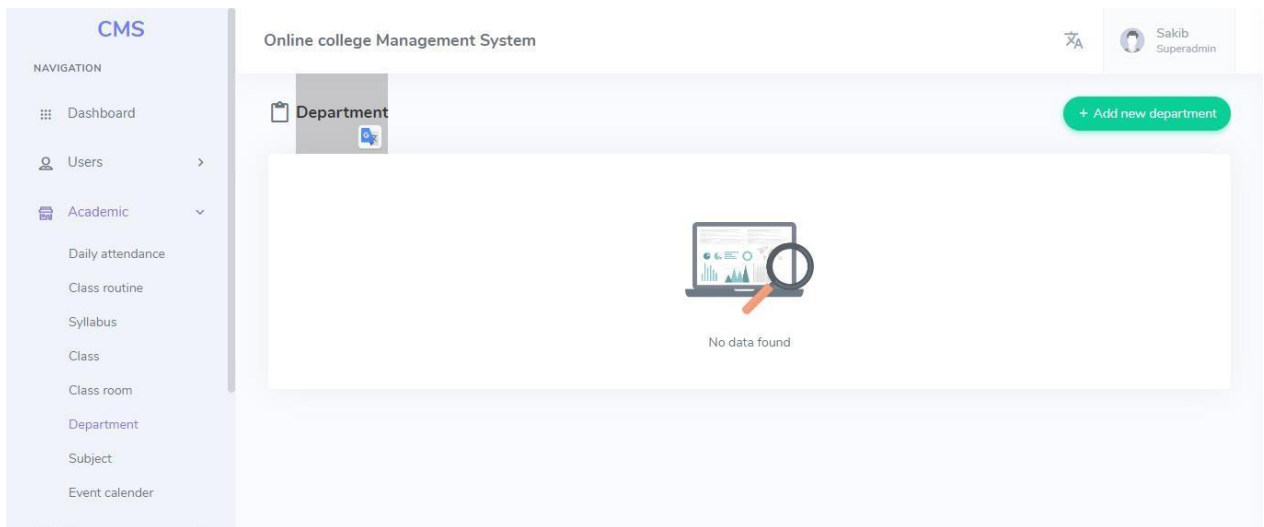 CMS
NAVIGATION
Dashboard
Users
Academic
Daily attendance
Class routine
Syllabus
Class
Class room
Department
Subject
Event calender
Online college Management System
Sakib
Superadmin
Department
+ Add new department
No data found